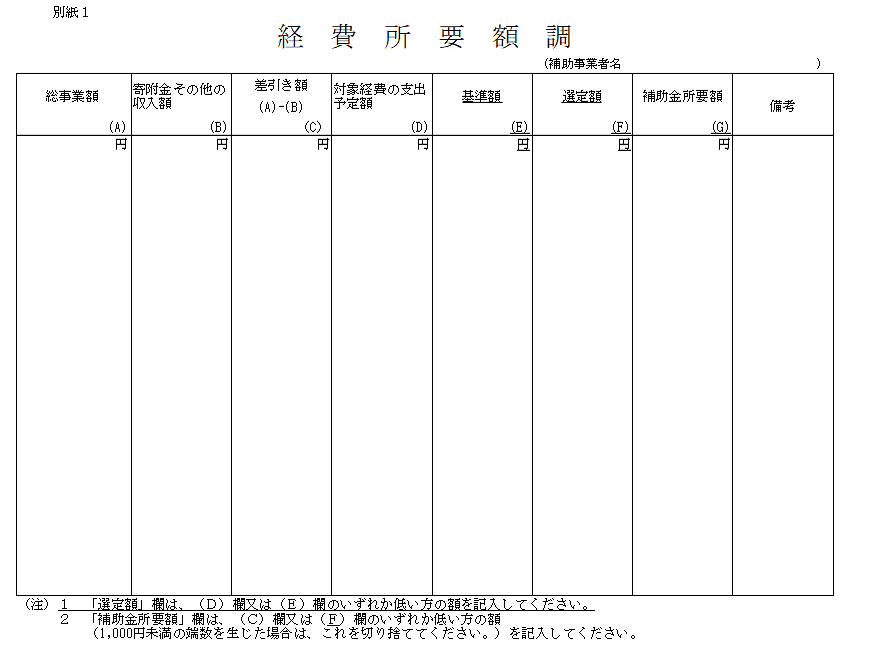 別紙１
経　費　所　要　額　調
（補助事業者名　　　　　　　　　　　　　　　）
総事業額
(A)
寄附金その他の
収入額
(B)
差引き額
(A)-(B)
(C)
対象経費の支出
予定額
(D)
基準額
(E)
選定額
(F)
補助金所要額
(G)
備考
円　円　円　円　円　円　円
（注）１　「選定額」欄は、（Ｄ）欄又は（Ｅ）欄のいずれか低い方の額を記入してください。
２　「補助金所要額」欄は、（Ｃ）欄又は（Ｆ）欄のいずれか低い方の額
（1,000円未満の端数を生じた場合は、これを切り捨ててください。）を記入してください。